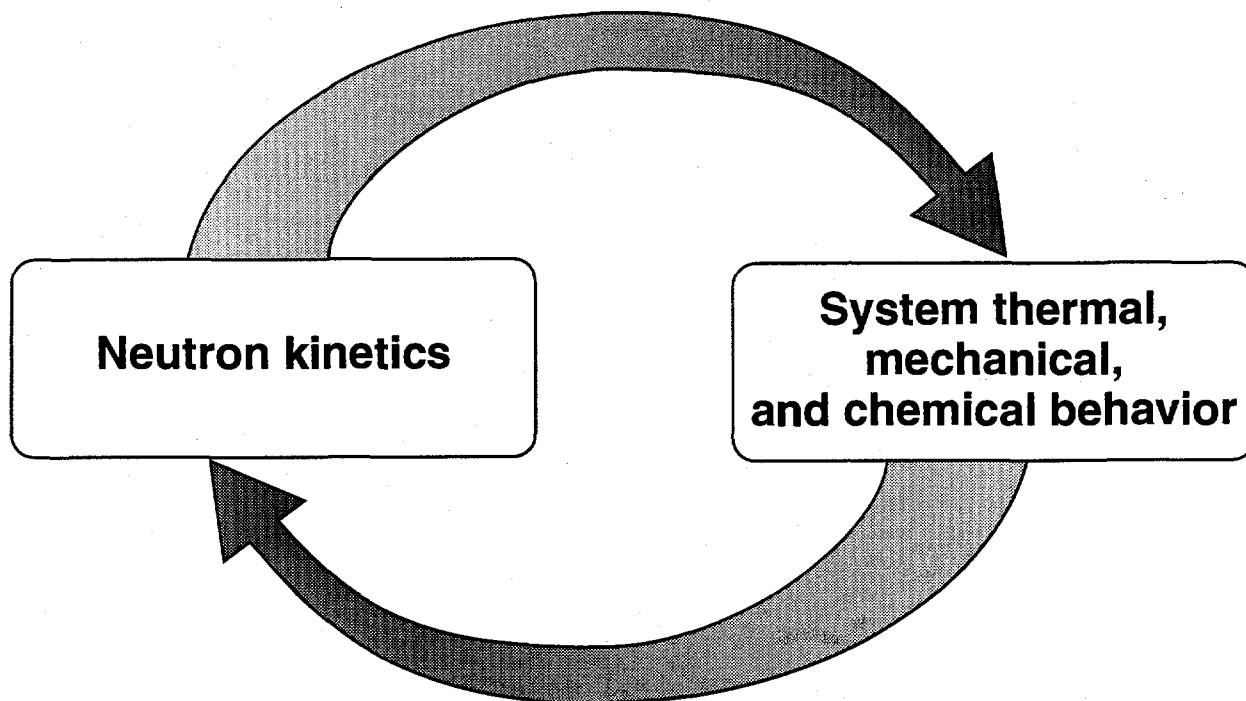 Neutron kinetics
System thermal,
mechanical,
and chemical behavior